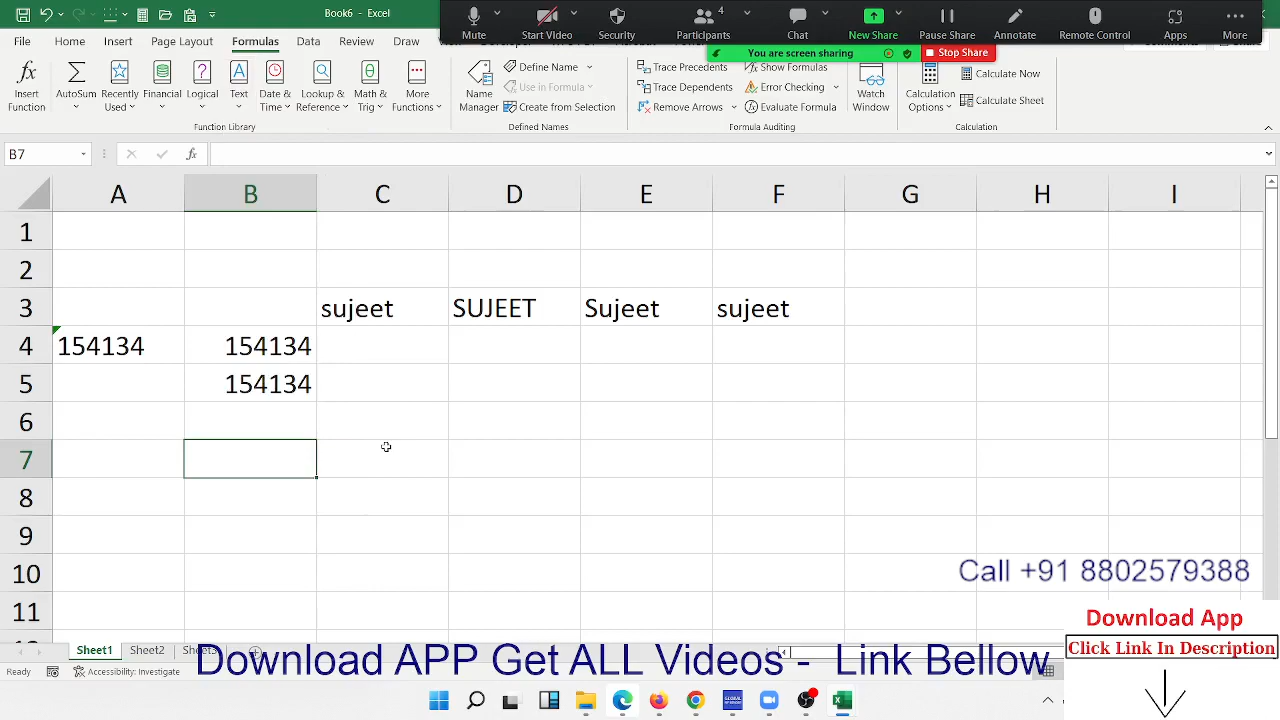 Book6 - Excel
Mute
Start Video
Security
4
Participants
Chat
New Share
Pause Share
Annotate
Remote Control
Apps
More
You are screen sharing
Stop Share
File
Home
Insert
Page Layout
Formulas
Data
Review
Draw
Insert
Function
AutoSum
Recently
Used
Financial
Logical
Text
Date &
Time
Lookup &
Reference
Math &
Trig
More
Functions
Function Library
Name
Manager
Define Name
Use in Formula
Create from Selection
Defined Names
Trace Precedents
Trace Dependents
Remove Arrows
Show Formulas
Error Checking
Evaluate Formula
Formula Auditing
Watch
Window
Calculation
Options
Calculate Now
Calculate Sheet
Calculation
B7
fx
A B C D E F G H I
1
2
3 sujeet SUJEET Sujeet sujeet
4 154134 154134
5 154134
6
7
8
9
10
11
Call +91 8802579388
Download App
Click Link In Description
Sheet1 Sheet2
Download APP Get ALL Videos - Link Bellow
Ready
Accessibility: Investigate